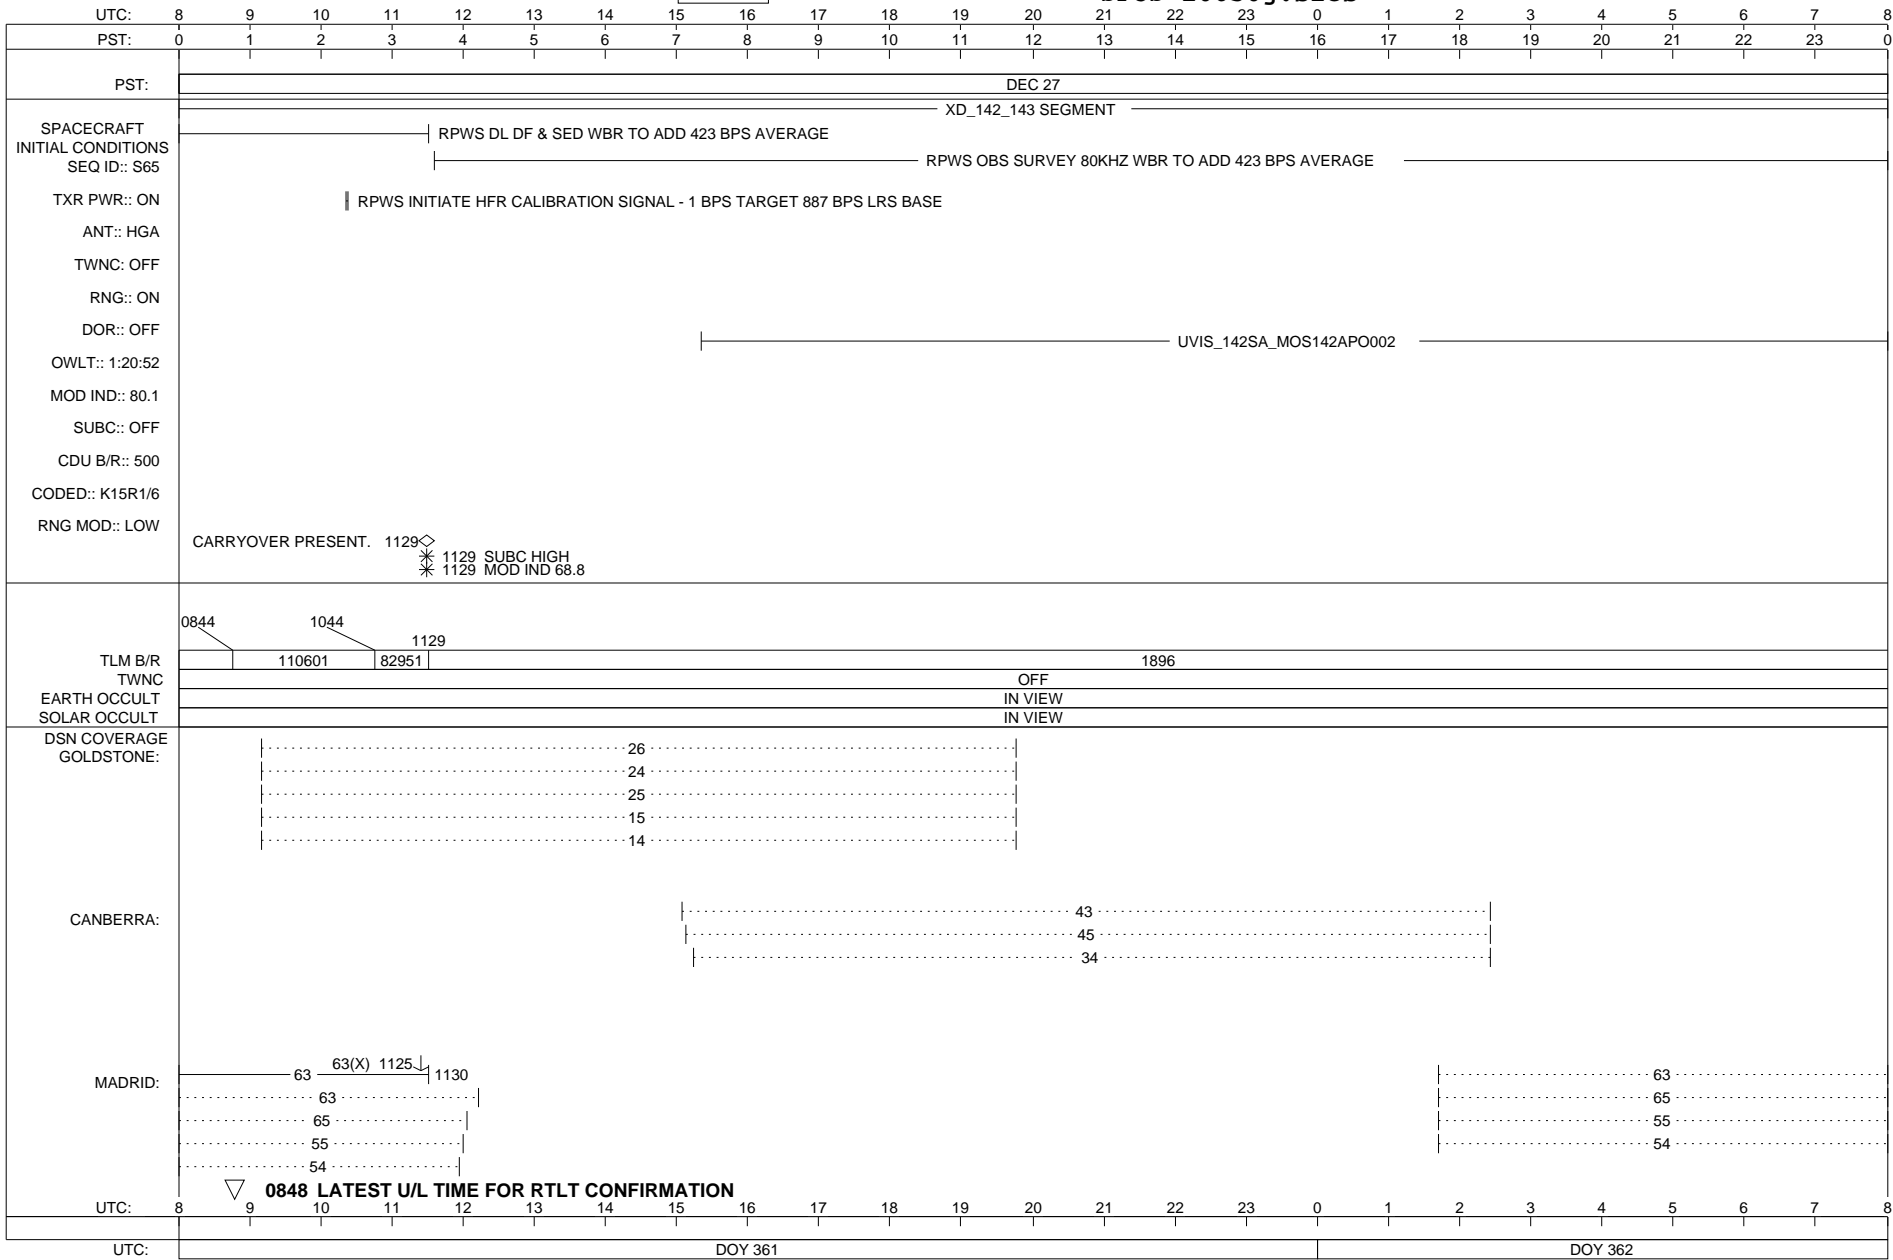 UTC: 8 9 10 11 12 13 14 15 16 17 18 19 20 21 22 23 0 1 2 3 4 5 6 7 8
PST: 0 1 2 3 4 5 6 7 8 9 10 11 12 13 14 15 16 17 18 19 20 21 22 23 0
PST: DEC 27
XD_142_143 SEGMENT
SPACECRAFT
INITIAL CONDITIONS
RPWS DL DF & SED WBR TO ADD 423 BPS AVERAGE
SEQ ID:: S65
RPWS OBS SURVEY 80KHZ WBR TO ADD 423 BPS AVERAGE
TXR PWR:: ON
RPWS INITIATE HFR CALIBRATION SIGNAL - 1 BPS TARGET 887 BPS LRS BASE
ANT:: HGA
TWNC: OFF
RNG:: ON
DOR:: OFF
UVIS_142SA_MOS142APO002
OWLT:: 1:20:52
MOD IND:: 80.1
SUBC:: OFF
CDU B/R:: 500
CODED:: K15R1/6
RNG MOD:: LOW
CARRYOVER PRESENT. 1129
1129 SUBC HIGH
1129 MOD IND 68.8
0844 1044
1129
TLM B/R 110601 82951 1896
TWNC OFF
EARTH OCCULT IN VIEW
SOLAR OCCULT IN VIEW
DSN COVERAGE
GOLDSTONE:
26
24
25
15
14
CANBERRA:
43
45
34
63(X) 1125
MADRID:
63 1130 63
63 65
65 55
55 54
54
0848 LATEST U/L TIME FOR RTLT CONFIRMATION
UTC: 8 9 10 11 12 13 14 15 16 17 18 19 20 21 22 23 0 1 2 3 4 5 6 7 8
UTC: DOY 361 DOY 362